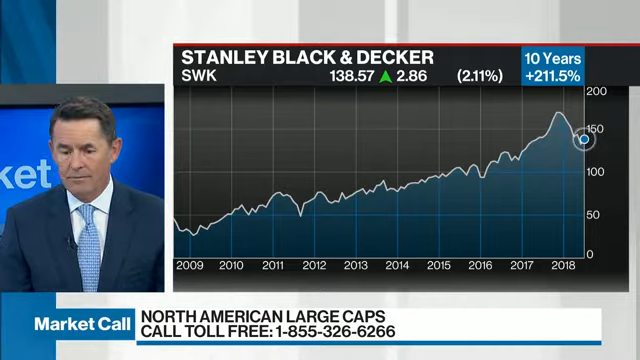 STANLEY BLACK & DECKER
SWK 138.57 ▲ 2.86 (2.11%)
10 Years
+211.5%
200
150
100
50
0
2009 2010 2011 2012 2013 2014 2015 2016 2017 2018
ket
Market Call
NORTH AMERICAN LARGE CAPS
CALL TOLL FREE: 1-855-326-6266